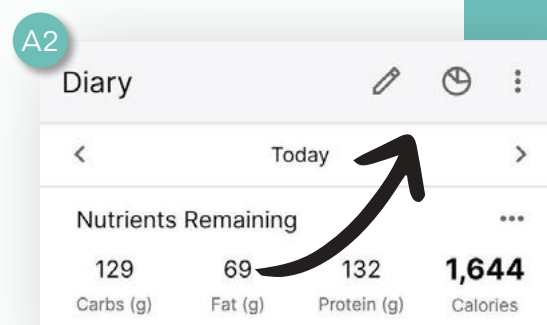 A2
Diary
Today
Nutrients Remaining
129 69 132 1,644
Carbs (g) Fat (g) Protein (g) Calories